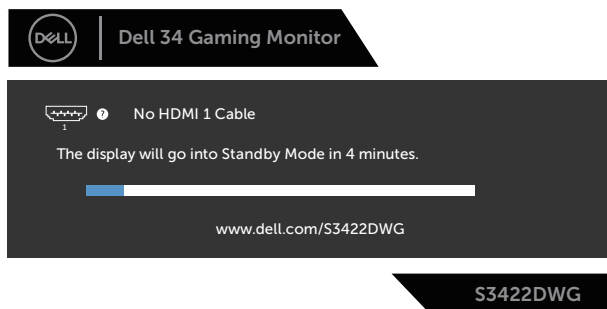 DELL
Dell 34 Gaming Monitor
? No HDMI 1 Cable
1
The display will go into Standby Mode in 4 minutes.
www.dell.com/S3422DWG
S3422DWG